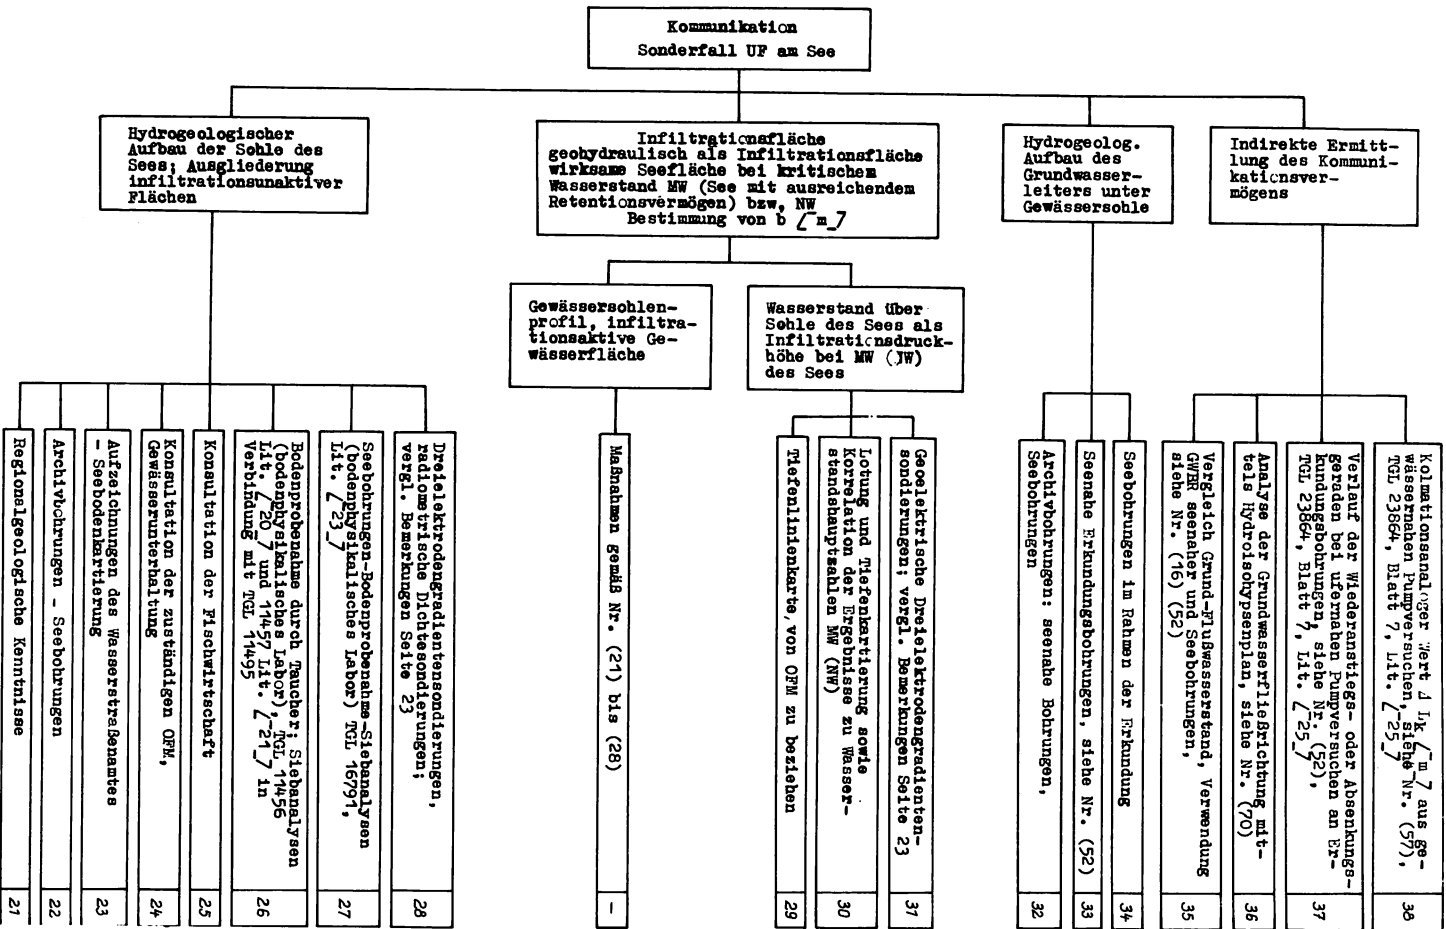 Kommunikation
Sonderfall UF am See
Hydrogeologischer
Aufbau der Sohle des
Sees; Ausgliederung
infiltrationsunaktiver
Flächen
Infiltrationsfläche
geohydraulisch als Infiltrationsfläche
wirksame Seefläche bei kritischem
Wasserstand MW (See mit ausreichendem
Retentionsvermögen) bzw, NW
Bestimmung von b /¯m_7
Hydrogeolog.
Aufbau des
Grundwasser-
leiters unter
Gewässersohle
Indirekte Ermitt-
lung des Kommuni-
kationsver-
mögens
Gewässersohlen-
profil, infiltra-
tionsaktive Ge-
wässerfläche
Wasserstand über
Sohle des Sees als
Infiltrationsdruck-
höhe bei MW (JW)
des Sees
Regionalgeologische Kenntnisse
21
Archivbohrungen - Seebohrungen
22
Aufzeichnungen des Wasserstraßenamtes
- Seebodenkartierung
23
Konsultation der zuständigen OFM,
Gewässerunterhaltung
24
Konsultation der Fischwirtschaft
25
Bodenprobenahme durch Taucher; Siebanalysen
(bodenphysikalisches Labor), TGL 11456
Lit. /¯20_7 und 11457 Lit. /¯21_7 in
Verbindung mit TGL 11495
26
Seebohrungen-Bodenprobenahme-Siebanalysen
(bodenphysikalisches Labor) TGL 16791,
Lit. /¯23_7
27
Dreielektrodengradientensondierungen,
radiometrische Dichtesondierungen;
vergl. Bemerkungen Seite 23
28
Maßnahmen gemäß Nr. (21) bis (28)
-
Tiefenlinienkarte, von OFM zu beziehen
29
Lotung und Tiefenkartierung sowie
Korrelation der Ergebnisse zu Wasser-
standshauptzahlen MW (NW)
30
Geoelektrische Dreielektrodengradienten-
sondierungen; vergl. Bemerkungen Seite 23
31
Archivbohrungen: seenahe Bohrungen,
Seebohrungen
32
Seenahe Erkundungsbohrungen, siehe Nr. (52)
33
Seebohrungen im Rahmen der Erkundung
34
Vergleich Grund-Flußwasserstand, Verwendung
GWBR seenaher und Seebohrungen,
siehe Nr. (16) (52)
35
Analyse der Grundwasserfließrichtung mit-
tels Hydroisohypsenplan, siehe Nr. (70)
36
Verlauf der Wiederanstiegs- oder Absenkungs-
geraden bei ufernahen Pumpversuchen an Er-
kundungsbohrungen, siehe Nr. (52),
TGL 23864, Blatt 7, Lit. /¯25_7
37
Kolmationsanaloger Wert Δ Lk /¯m_7 aus ge-
wässernahen Pumpversuchen, siehe Nr. (57),
TGL 23864, Blatt 7, Lit. /¯25_7
38